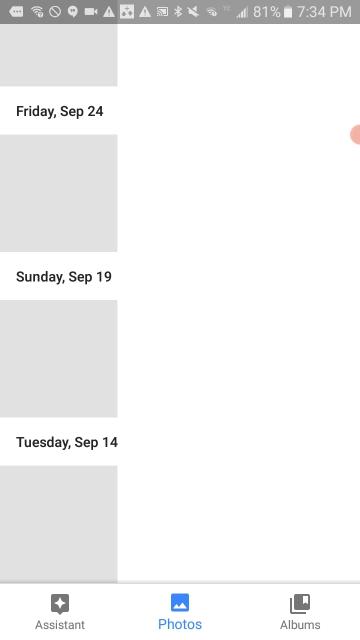 81% 7:34 PM
Friday, Sep 24
Sunday, Sep 19
Tuesday, Sep 14
Assistant
Photos
Albums